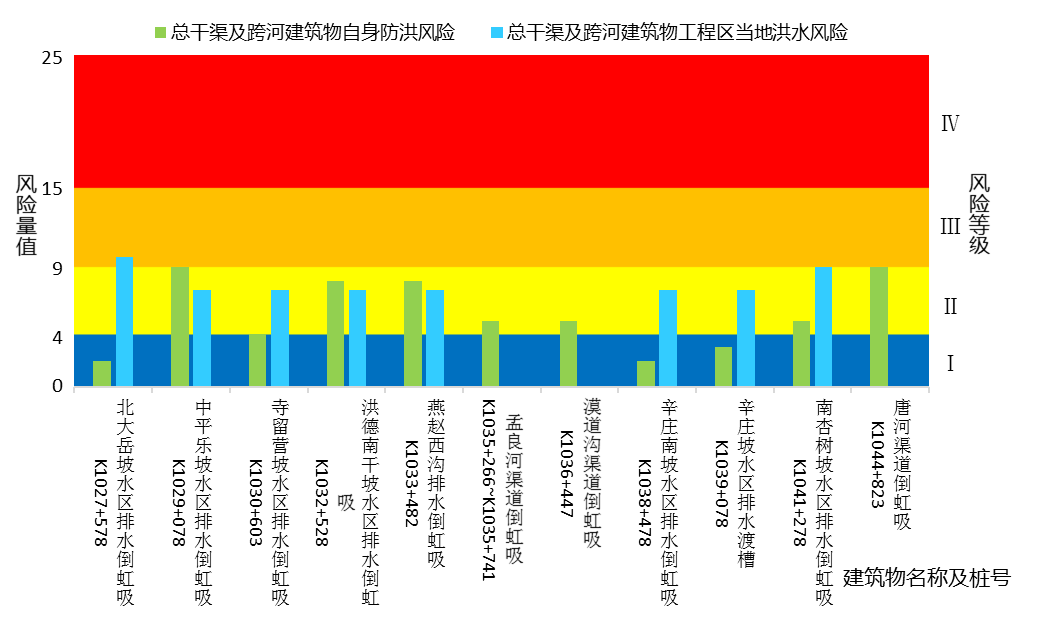 总干渠及跨河建筑物自身防洪风险
总干渠及跨河建筑物工程区当地洪水风险
25
15
9
4
0
风险量值
Ⅳ
Ⅲ
Ⅱ
Ⅰ
风险等级
北大岳坡水区排水倒虹吸
K1027+578
中平乐坡水区排水倒虹吸
K1029+078
寺留营坡水区排水倒虹吸
K1030+603
洪德南干坡水区排水倒虹
吸
K1032+528
燕赵西沟排水倒虹吸
K1033+482
孟良河渠道倒虹吸
K1035+266~K1035+741
漠道沟渠道倒虹吸
K1036+447
辛庄南坡水区排水倒虹吸
K1038+478
辛庄坡水区排水渡槽
K1039+078
南杏树坡水区排水倒虹吸
K1041+278
唐河渠道倒虹吸
K1044+823
建筑物名称及桩号